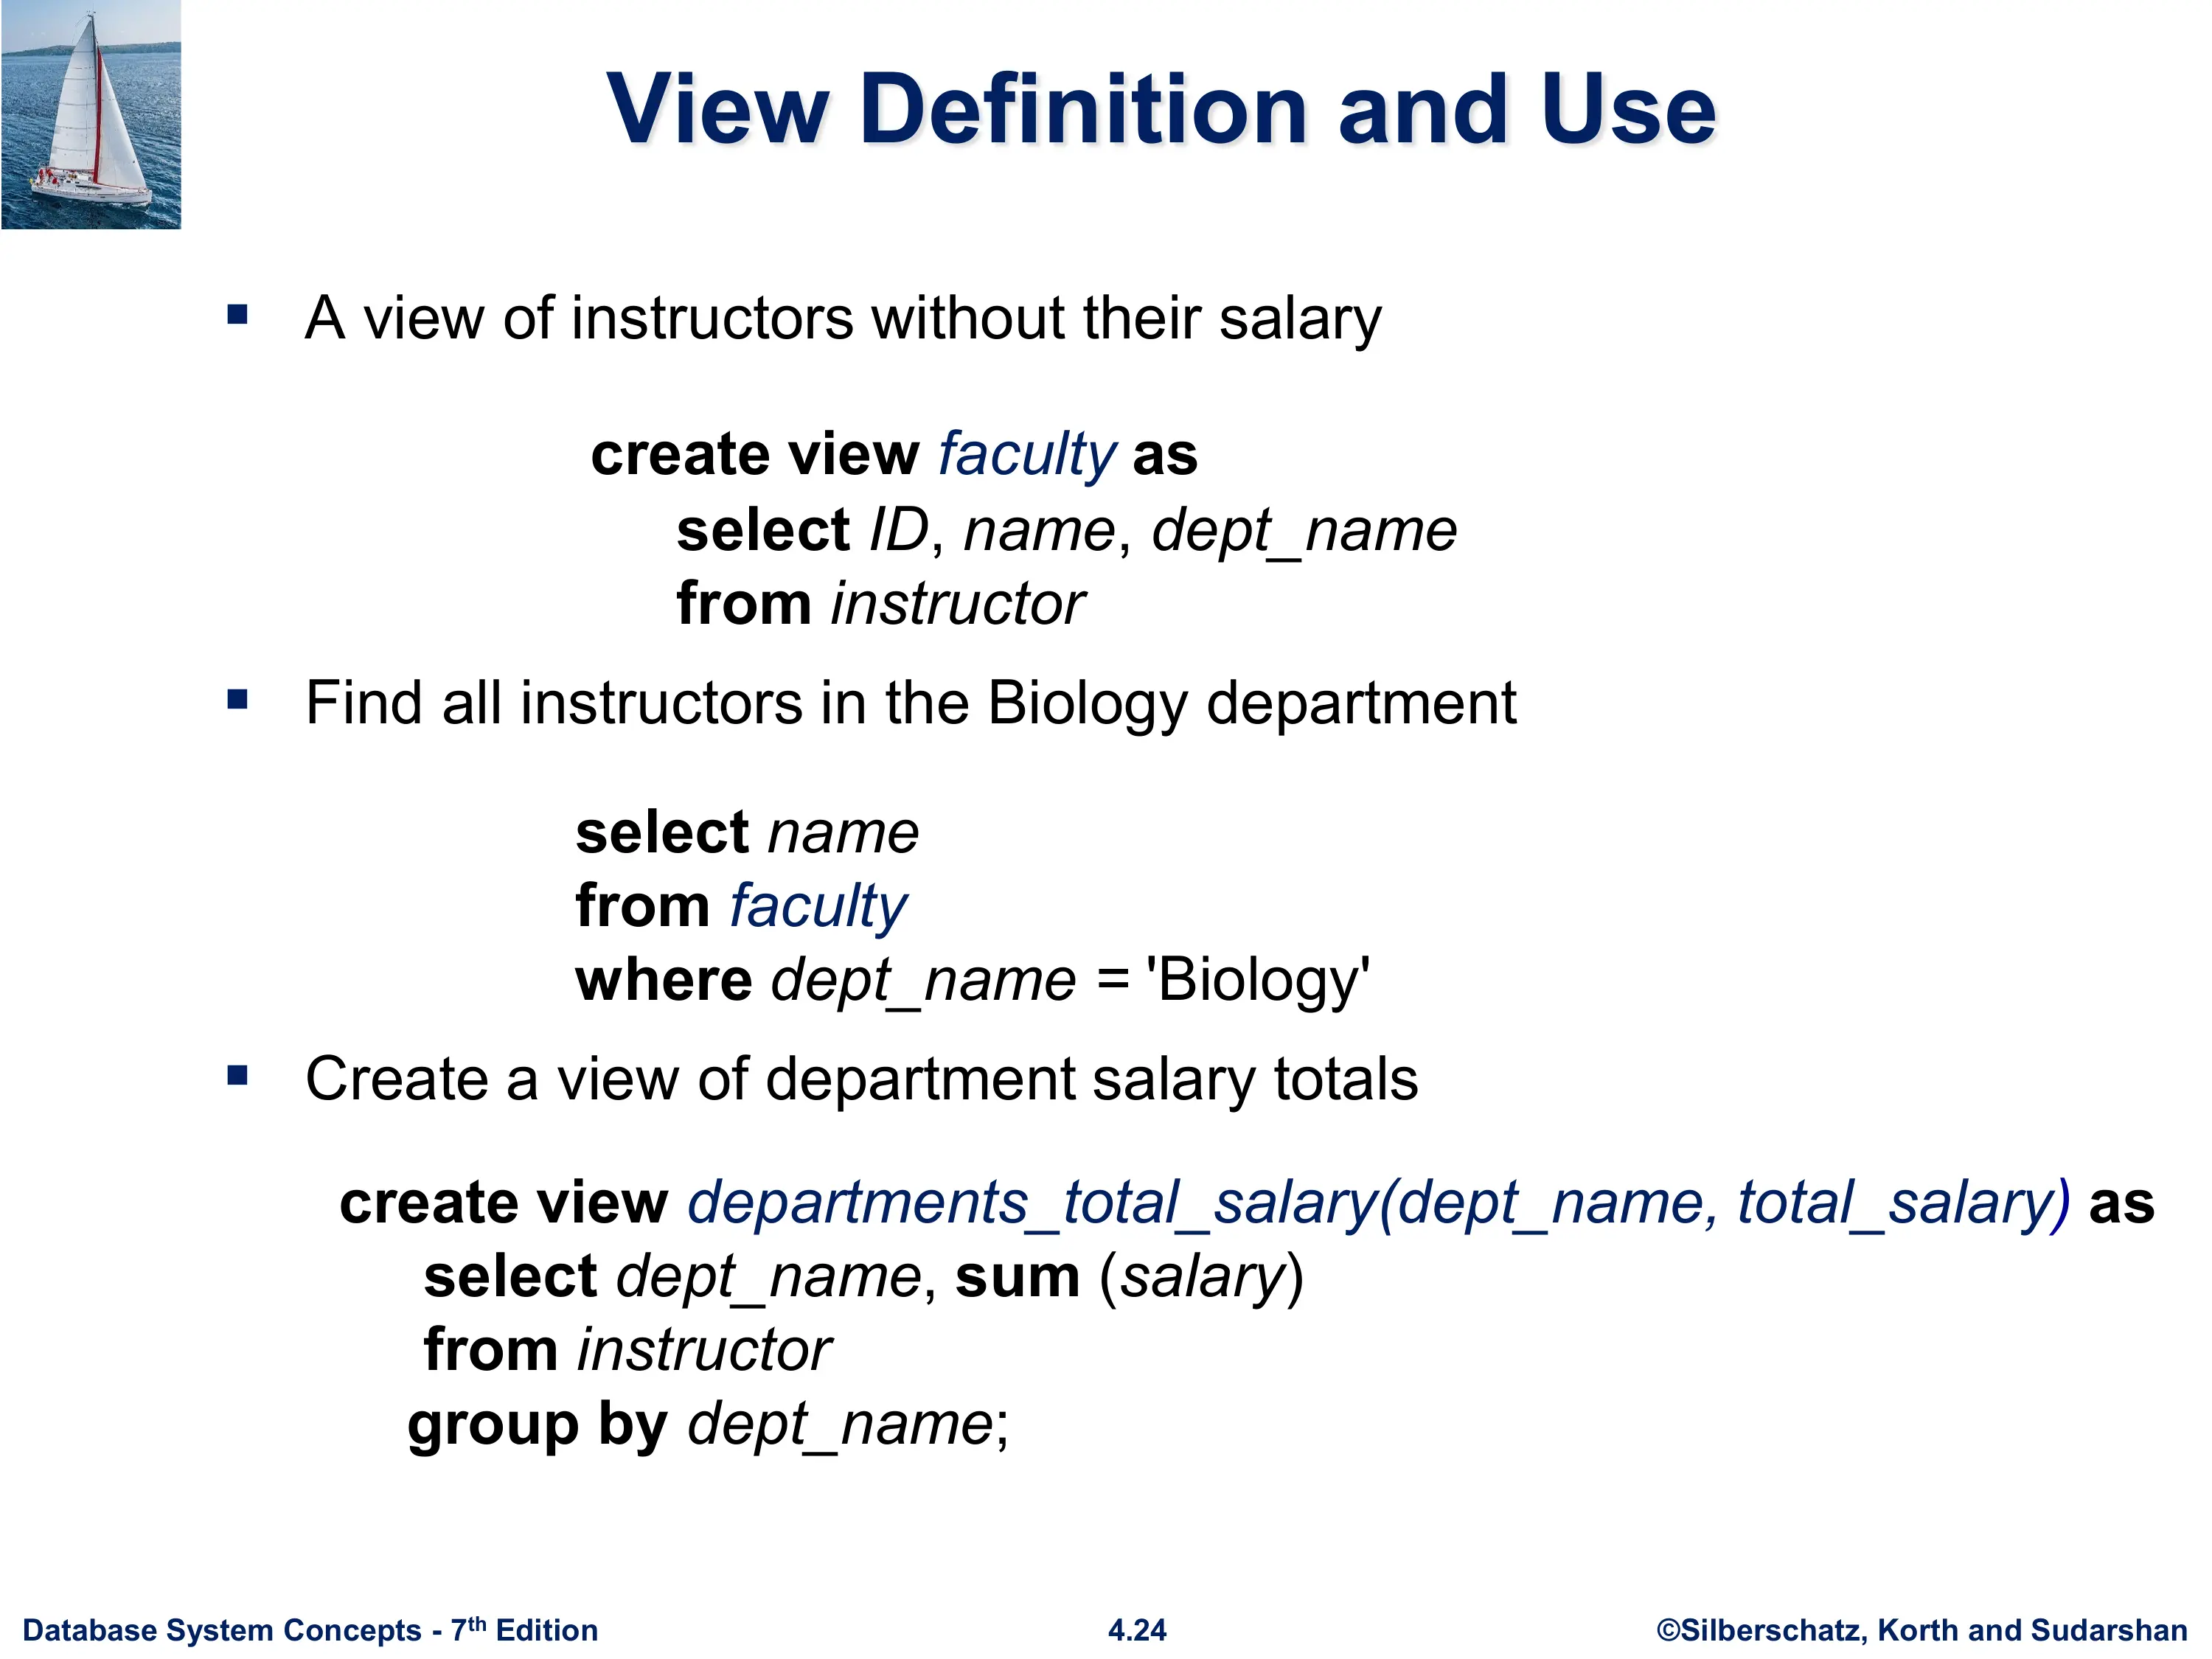 View Definition and Use
▪ A view of instructors without their salary
create view faculty as
select ID, name, dept_name
from instructor
▪ Find all instructors in the Biology department
select name
from faculty
where dept_name = 'Biology'
▪ Create a view of department salary totals
create view departments_total_salary(dept_name, total_salary) as
select dept_name, sum (salary)
from instructor
group by dept_name;
Database System Concepts - 7th Edition 4.24 ©Silberschatz, Korth and Sudarshan